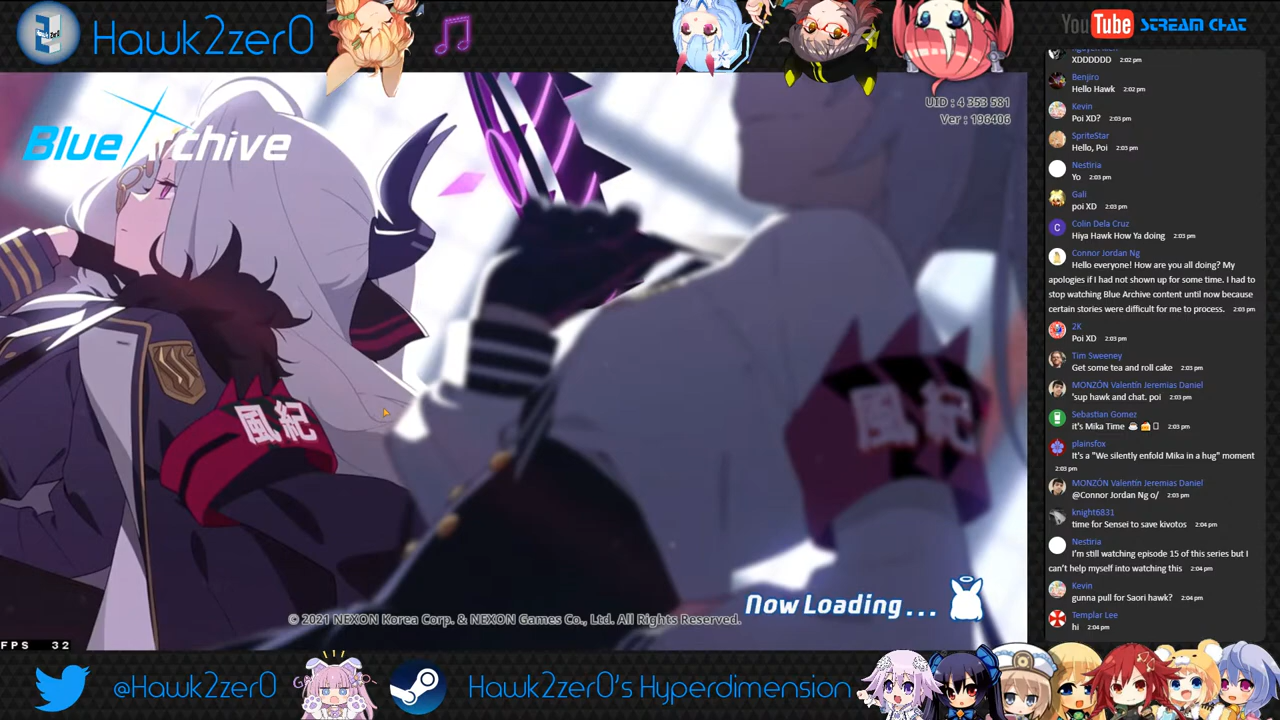 Hawk2zer0
You Tube STREAM CHAT
Blue Archive
UID : 4 353 581
Ver : 196406
風紀
風紀
Now Loading...
© 2021 NEXON Korea Corp. & NEXON Games Co., Ltd. All Rights Reserved.
FPS 32
XDDDDDD 2:02 pm
Benjiro
Hello Hawk 2:02 pm
Kevin
Poi XD? 2:03 pm
SpriteStar
Hello, Poi 2:03 pm
Nestiria
Yo 2:03 pm
Gali
poi XD 2:03 pm
Colin Dela Cruz
Hiya Hawk How Ya doing 2:03 pm
Connor Jordan Ng
Hello everyone! How are you all doing? My
apologies if I had not shown up for some time. I had to
stop watching Blue Archive content until now because
certain stories were difficult for me to process. 2:03 pm
2K
Poi XD 2:03 pm
Tim Sweeney
Get some tea and roll cake 2:03 pm
MONZÓN Valentín Jeremias Daniel
'sup hawk and chat. poi 2:03 pm
Sebastian Gomez
it's Mika Time 2:03 pm
plainsfox
It's a "We silently enfold Mika in a hug" moment
2:03 pm
MONZÓN Valentín Jeremias Daniel
@Connor Jordan Ng o/ 2:03 pm
knight6831
time for Sensei to save kivotos 2:04 pm
Nestiria
I'm still watching episode 15 of this series but I
can't help myself into watching this 2:04 pm
Kevin
gunna pull for Saori hawk? 2:04 pm
Templar Lee
hi 2:04 pm
@Hawk2zer0
Hawk2zer0's Hyperdimension